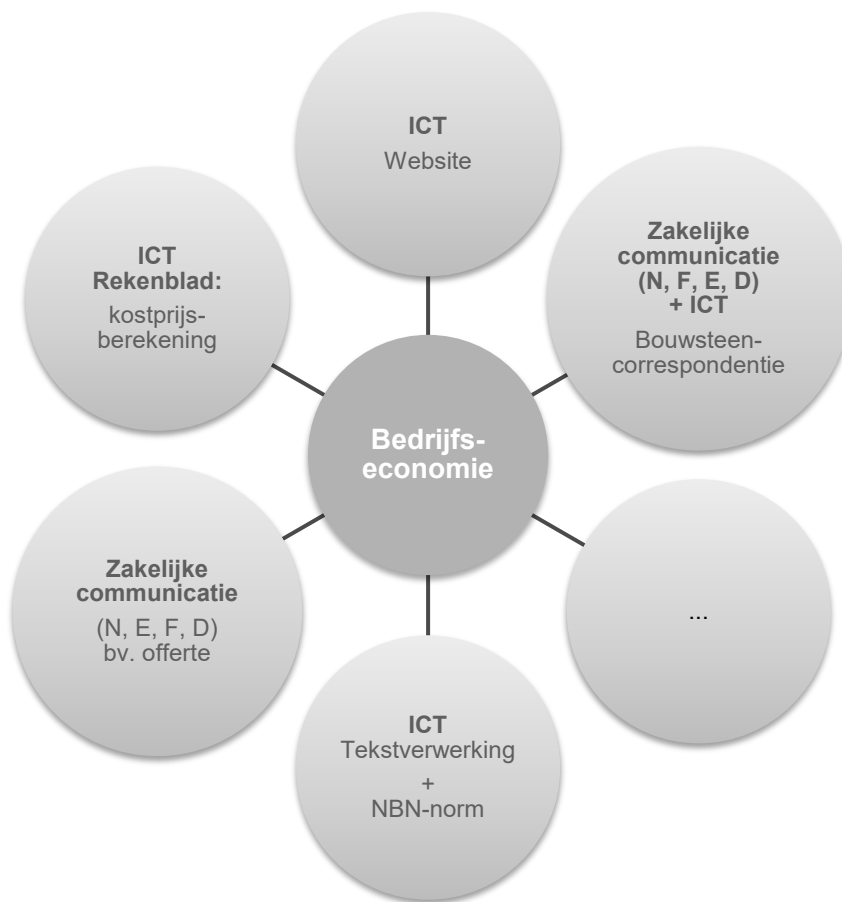 ICT
Website
Zakelijke
communicatie
(N, F, E, D)
+ ICT
Bouwsteen-
correspondentie
...
ICT
Tekstverwerking
+
NBN-norm
Zakelijke
communicatie
(N, E, F, D)
bv. offerte
ICT
Rekenblad:
kostprijs-
berekening
Bedrijfs-
economie